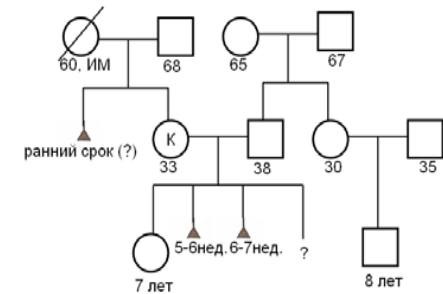 60, ИМ
68
65
67
ранний срок (?)
К
33
38
30
35
5-6нед. 6-7нед.
?
7 лет
8 лет